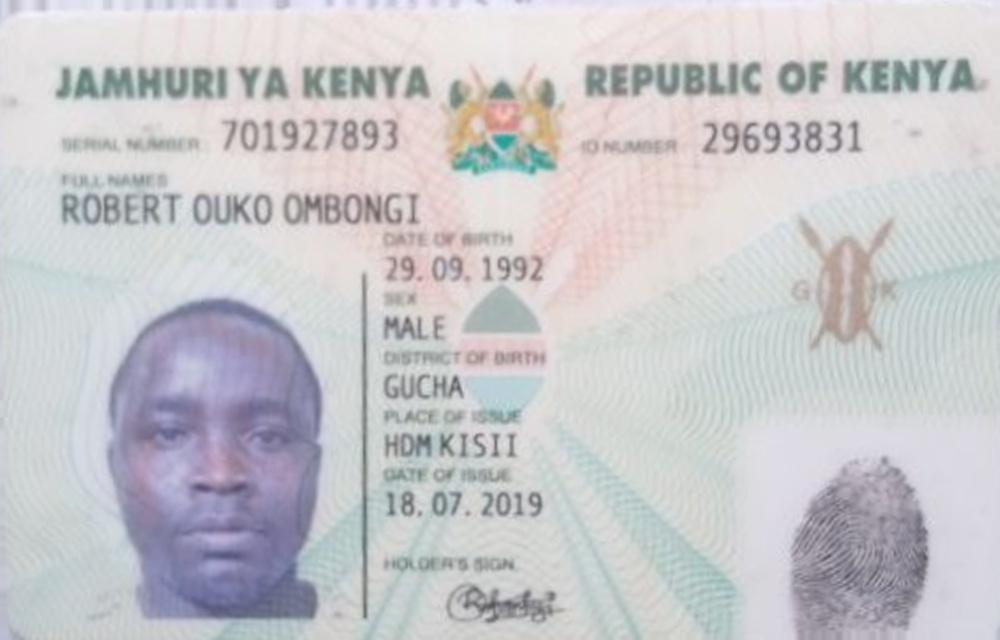 JAMHURI YA KENYA REPUBLIC OF KENYA
SERIAL NUMBER: 701927893 ID NUMBER: 29693831
FULL NAMES
ROBERT OUKO OMBONGI
DATE OF BIRTH
29. 09. 1992
SEX
MALE
G K
DISTRICT OF BIRTH
GUCHA
PLACE OF ISSUE
HDM KISII
DATE OF ISSUE
18. 07. 2019
HOLDER'S SIGN.